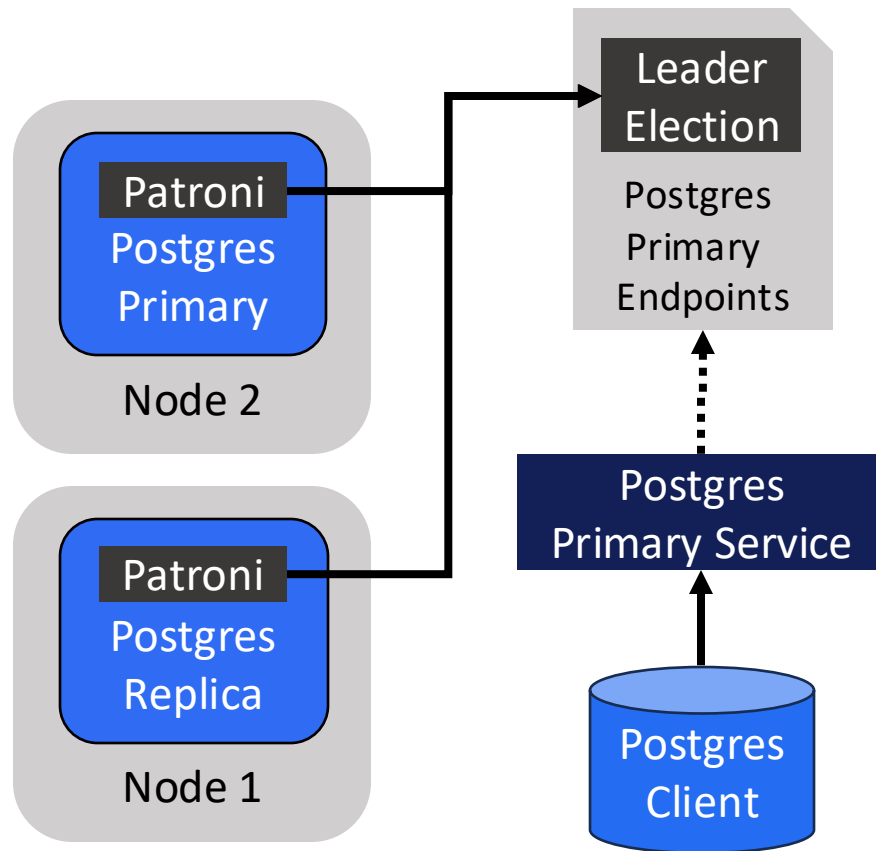 Patroni
Postgres
Primary
Node 2
Patroni
Postgres
Replica
Node 1
Leader
Election
Postgres
Primary
Endpoints
Postgres
Primary Service
Postgres
Client